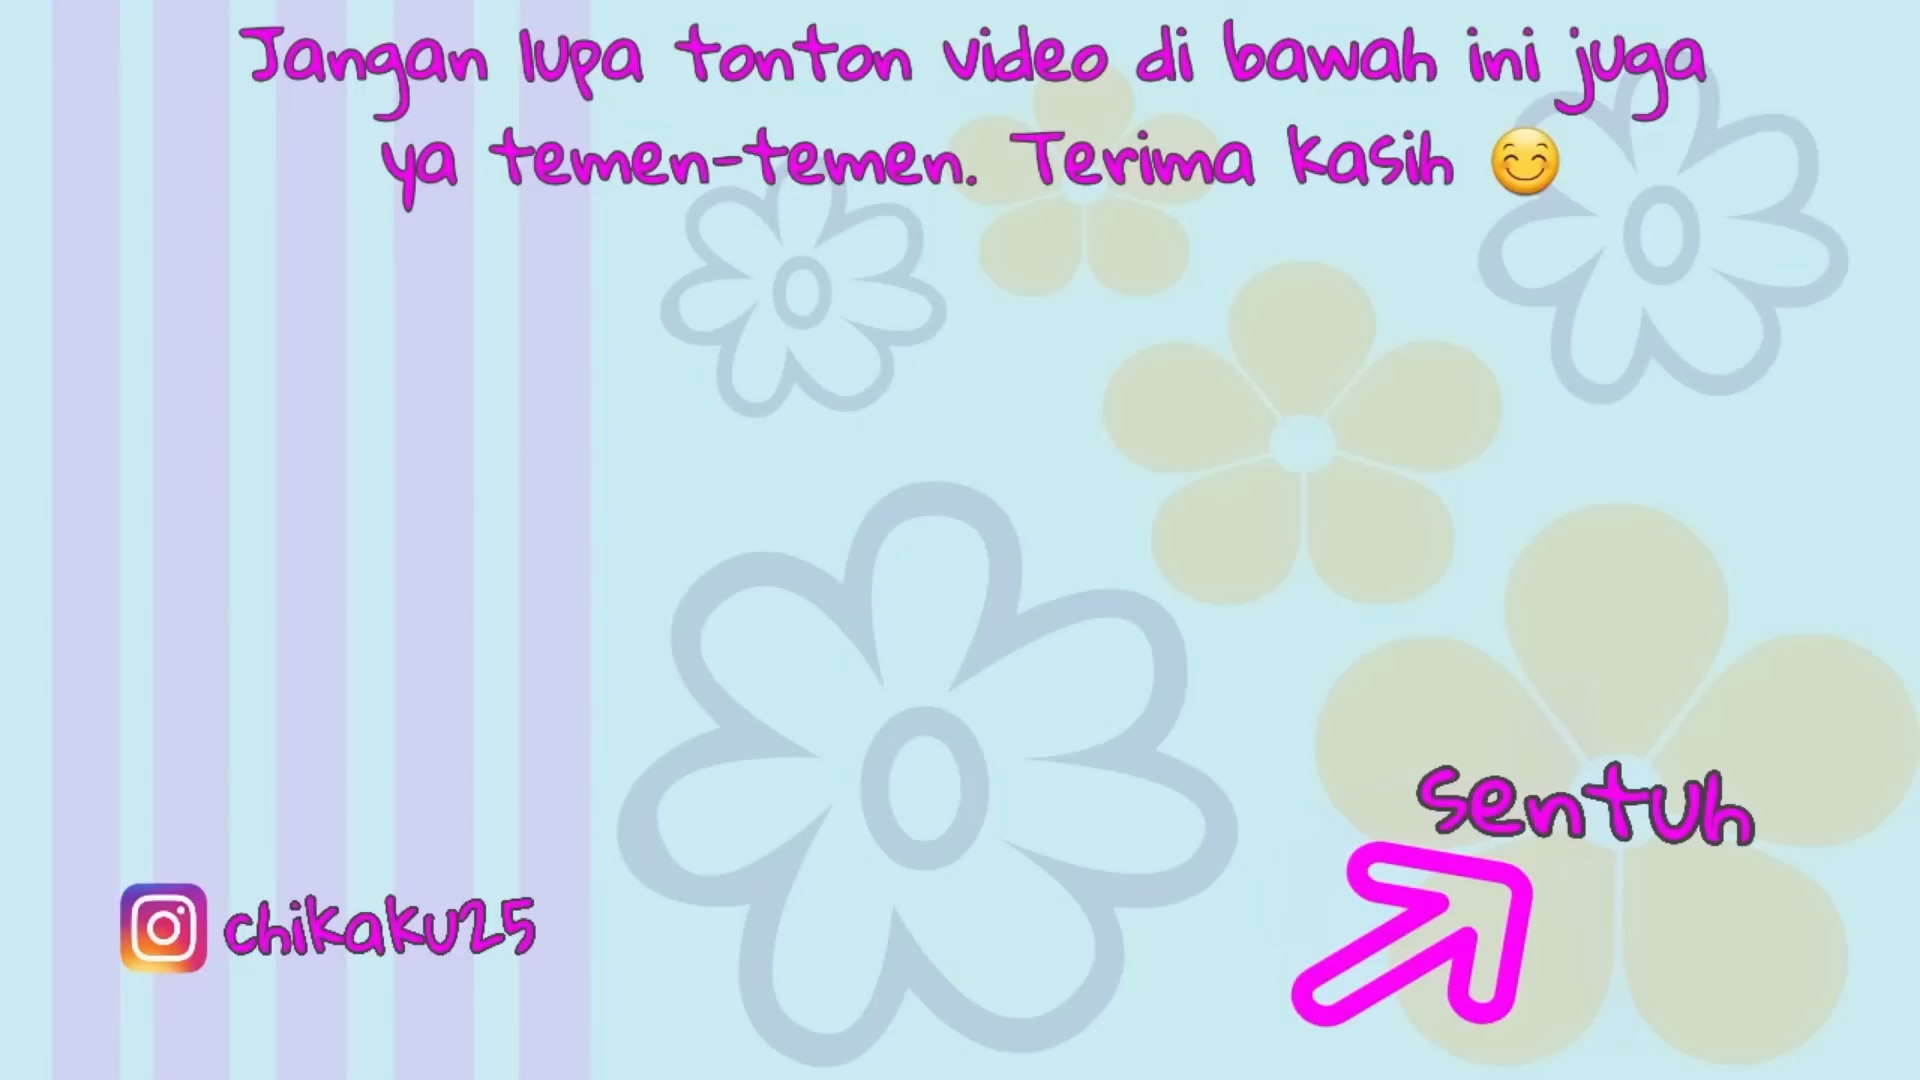 Jangan lupa tonton video di bawah ini juga
ya temen-temen. Terima kasih 😊
sentuh
chikaku25